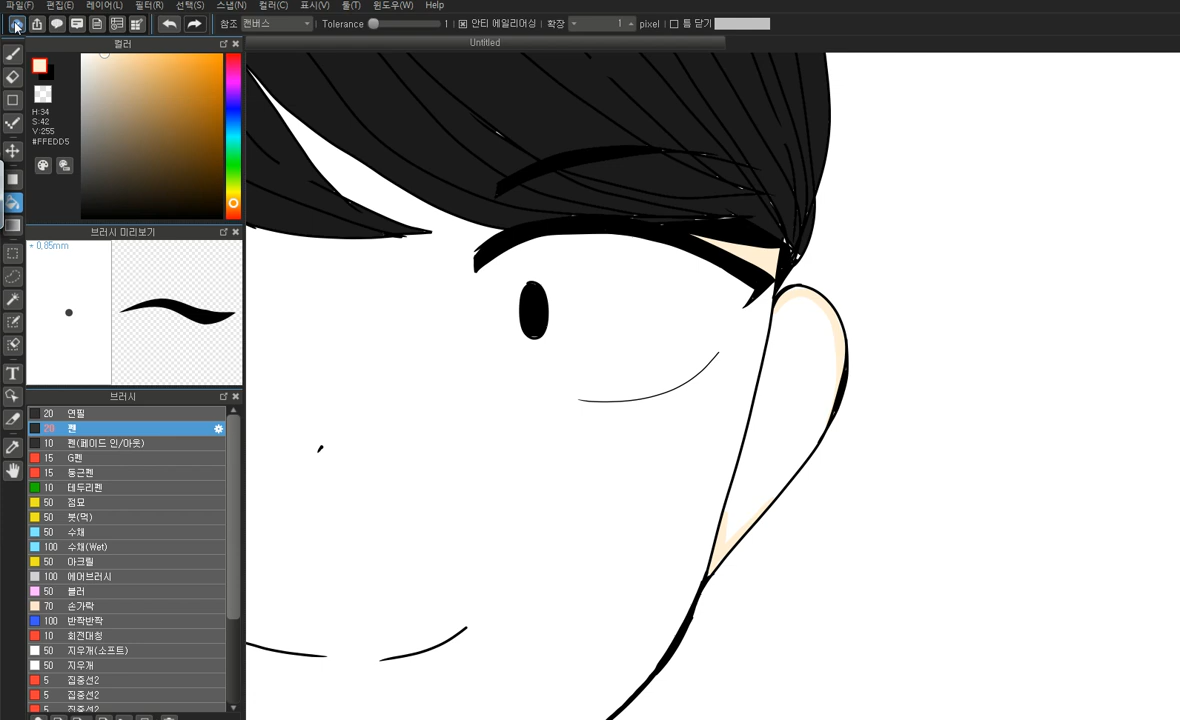 파일(F) 편집(E) 레이어(L) 필터(R) 선택(S) 스냅(N) 컬러(C) 표시(V) 툴(T) 윈도우(W) Help
참조 캔버스 Tolerance 1 안티 에일리어싱 확장 1 pixel 틈 닫기
컬러
Untitled
H:34
S:42
V:255
#FFEDD5
브러시 미리보기
* 0,85mm
브러시
20 연필
20 펜
10 펜(페이드 인/아웃)
15 G펜
15 둥근펜
10 테두리펜
50 점묘
50 붓(먹)
50 수채
100 수채(Wet)
50 아크릴
100 에어브러시
50 블러
70 손가락
100 반짝반짝
10 회전대칭
50 지우개(소프트)
50 지우개
5 집중선2
5 집중선2
5 집중선2
T